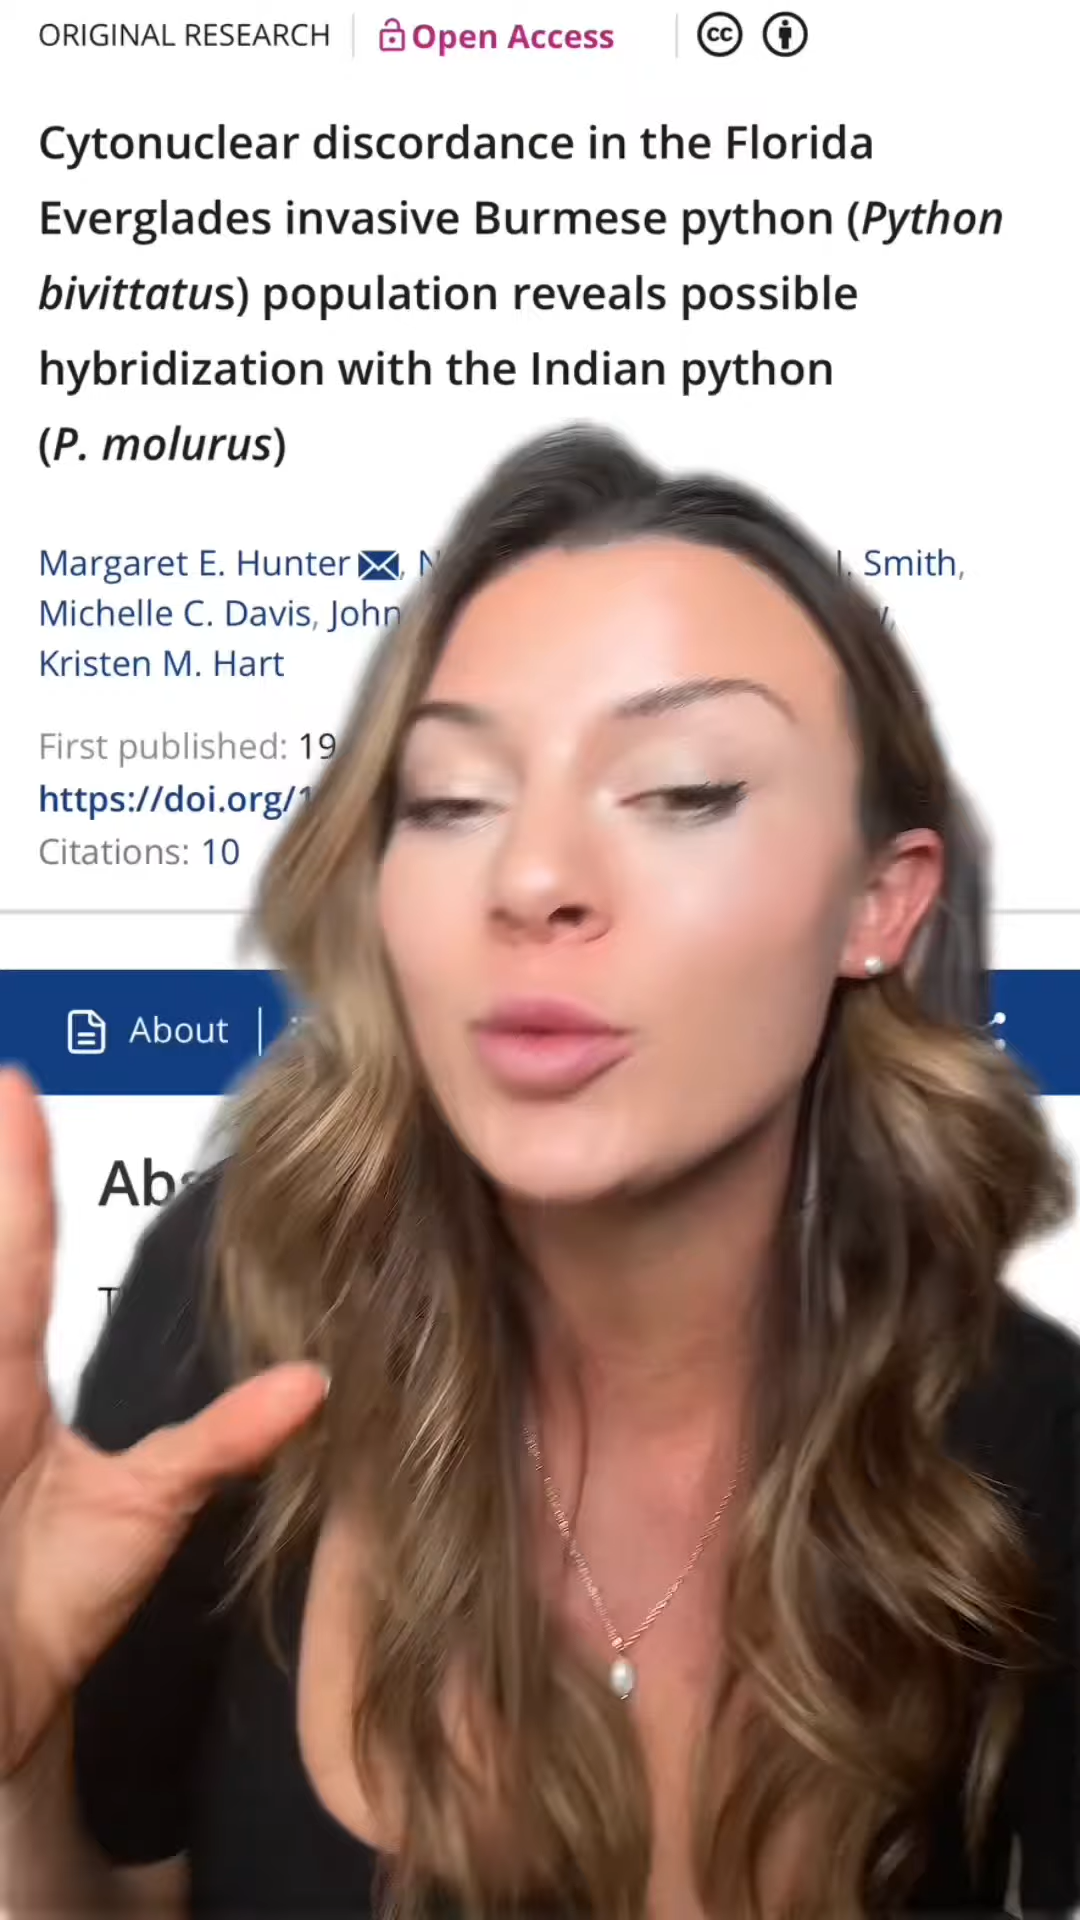 ORIGINAL RESEARCH Open Access
Cytonuclear discordance in the Florida
Everglades invasive Burmese python (Python
bivittatus) population reveals possible
hybridization with the Indian python
(P. molurus)
Margaret E. Hunter, Smith,
Michelle C. Davis, John
Kristen M. Hart
First published: 19
https://doi.org/
Citations: 10
About